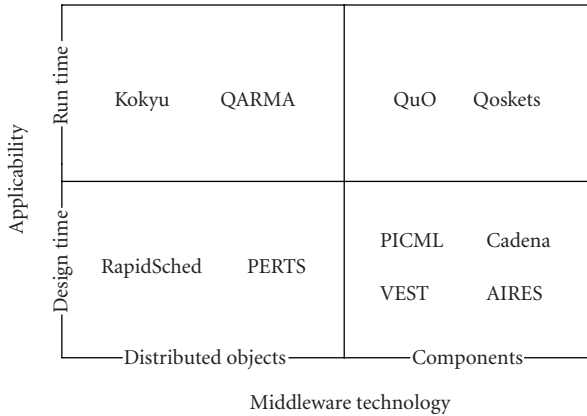 Applicability
Run time
Kokyu QARMA QuO Qoskets
Design time
PICML Cadena
RapidSched PERTS
VEST AIRES
Distributed objects Components
Middleware technology